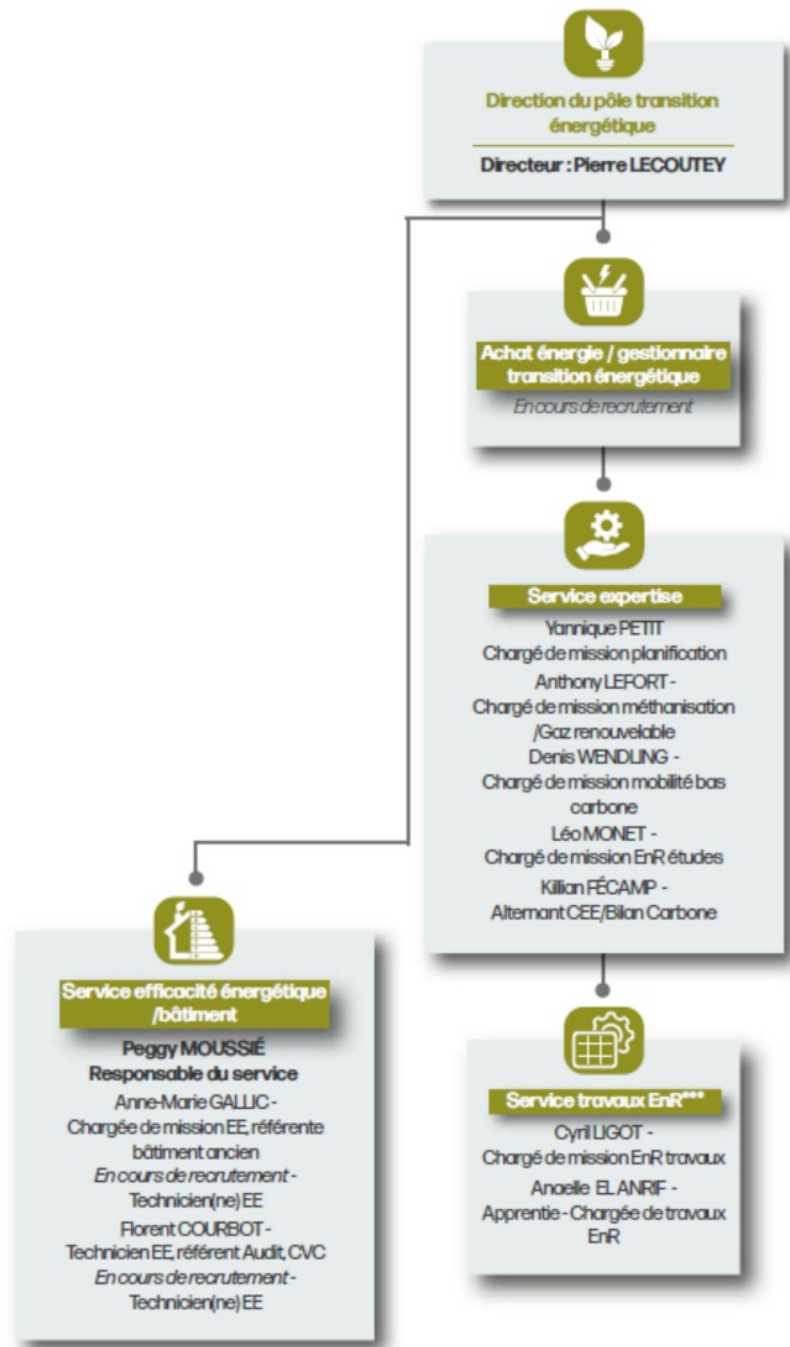 Direction du pôle transition
énergétique
Directeur : Pierre LECOUTEY
Achat énergie / gestionnaire
transition énergétique
En cours de recrutement
Service expertise
Yannique PETIT
Chargé de mission planification
Anthony LEFORT -
Chargé de mission méthanisation
/Gaz renouvelable
Denis WENDLING -
Chargé de mission mobilité bas
carbone
Léo MONET -
Chargé de mission EnR études
Killian FÉCAMP -
Alternant CEE/Bilan Carbone
Service efficacité énergétique
/bâtiment
Peggy MOUSSIÉ
Responsable du service
Anne-Marie GALLIC -
Chargée de mission EE, référente
bâtiment ancien
En cours de recrutement -
Technicien(ne) EE
Florent COURBOT -
Technicien EE, référent Audit, CVC
En cours de recrutement -
Technicien(ne) EE
Service travaux EnR***
Cyril LIGOT -
Chargé de mission EnR travaux
Anaelle EL ANRIF -
Apprentie - Chargée de travaux
EnR